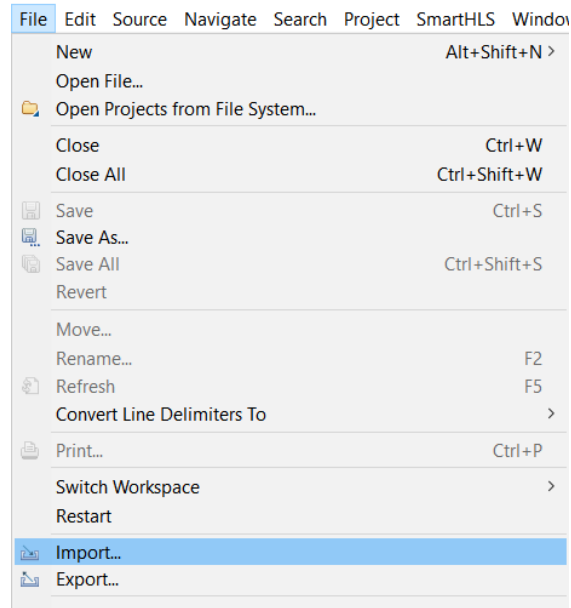 File Edit Source Navigate Search Project SmartHLS Window
New Alt+Shift+N >
Open File...
Open Projects from File System...
Close Ctrl+W
Close All Ctrl+Shift+W
Save Ctrl+S
Save As...
Save All Ctrl+Shift+S
Revert
Move...
Rename... F2
Refresh F5
Convert Line Delimiters To >
Print... Ctrl+P
Switch Workspace >
Restart
Import...
Export...